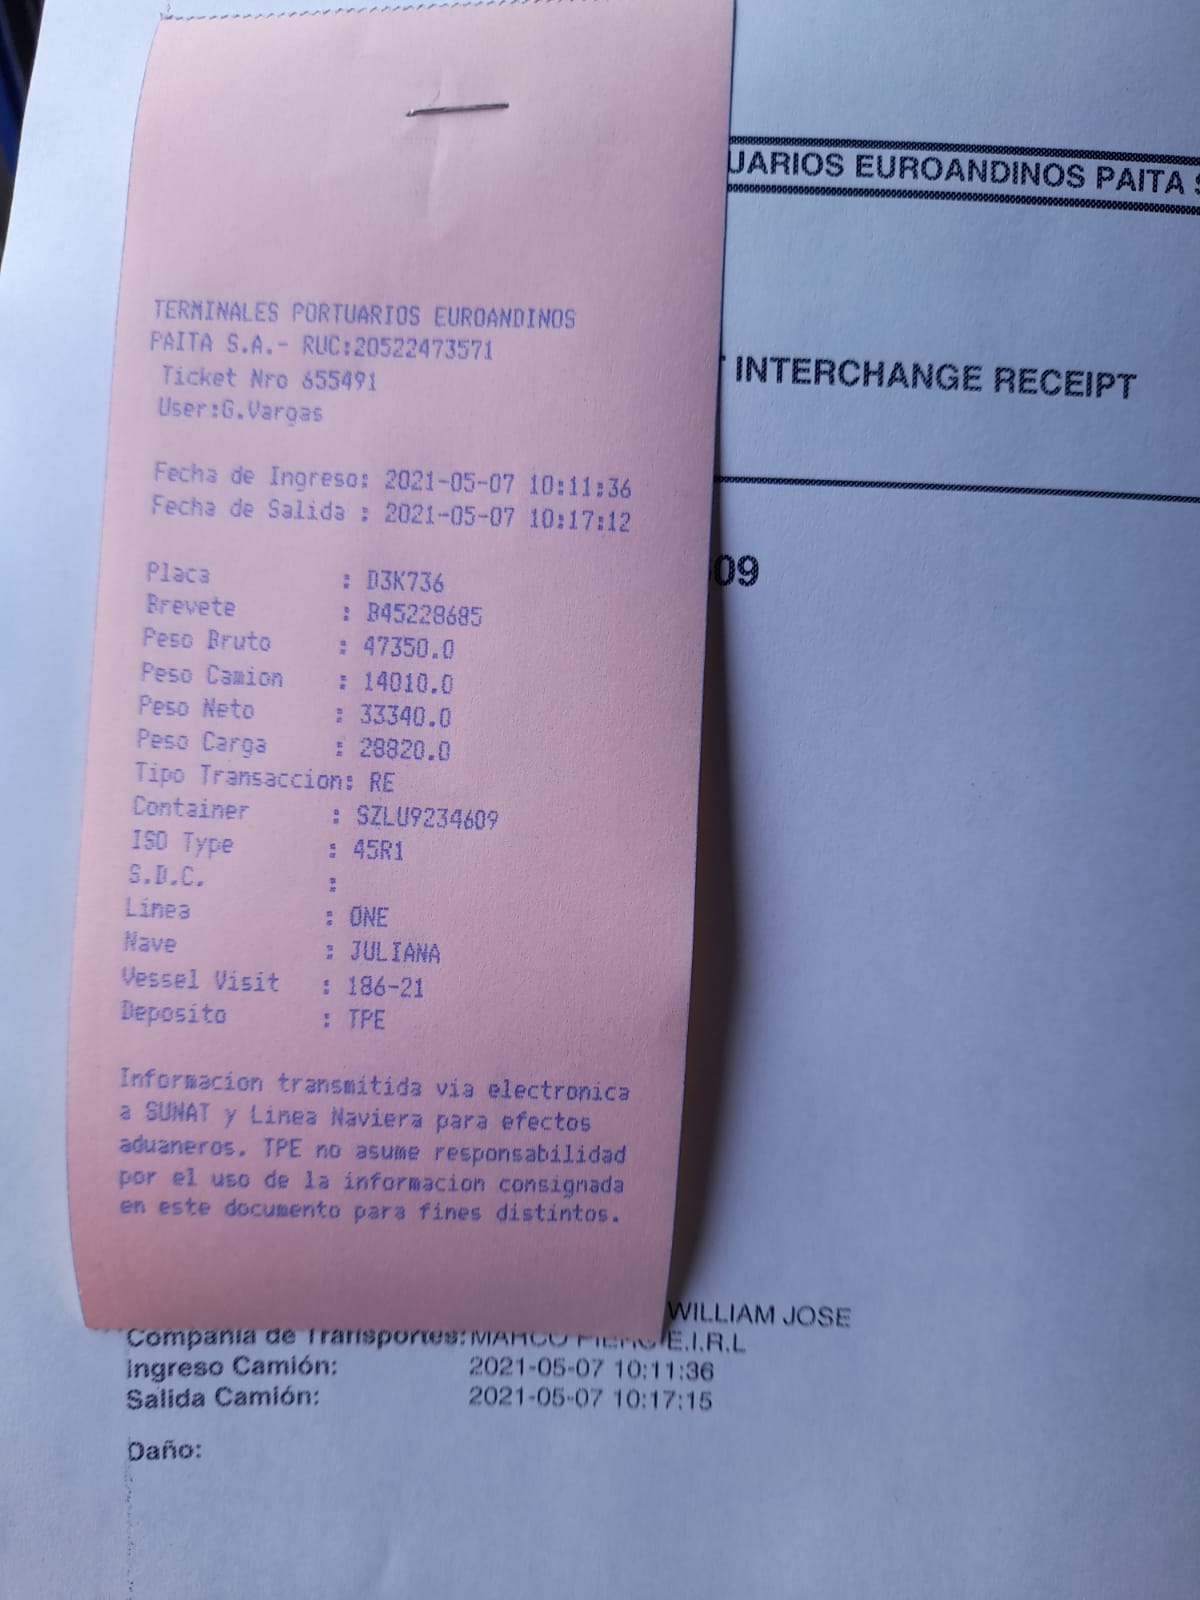 TERMINALES PORTUARIOS EUROANDINOS
PAITA S.A.- RUC:20522473571
Ticket Nro 655491
User:G.Vargas
Fecha de Ingreso: 2021-05-07 10:11:36
Fecha de Salida : 2021-05-07 10:17:12
Placa : D3K736
Brevete : B45228685
Peso Bruto : 47350.0
Peso Camion : 14010.0
Peso Neto : 33340.0
Peso Carga : 28820.0
Tipo Transaccion: RE
Container : SZLU9234609
ISO Type : 45R1
S.D.C. :
Linea : ONE
Nave : JULIANA
Vessel Visit : 186-21
Deposito : TPE
Informacion transmitida via electronica
a SUNAT y Linea Naviera para efectos
aduaneros. TPE no asume responsabilidad
por el uso de la informacion consignada
en este documento para fines distintos.
UARIOS EUROANDINOS PAITA
INTERCHANGE RECEIPT
09
WILLIAM JOSE
Compañía de Transportes: MARCO E.I.R.L
Ingreso Camión: 2021-05-07 10:11:36
Salida Camión: 2021-05-07 10:17:15
Daño: